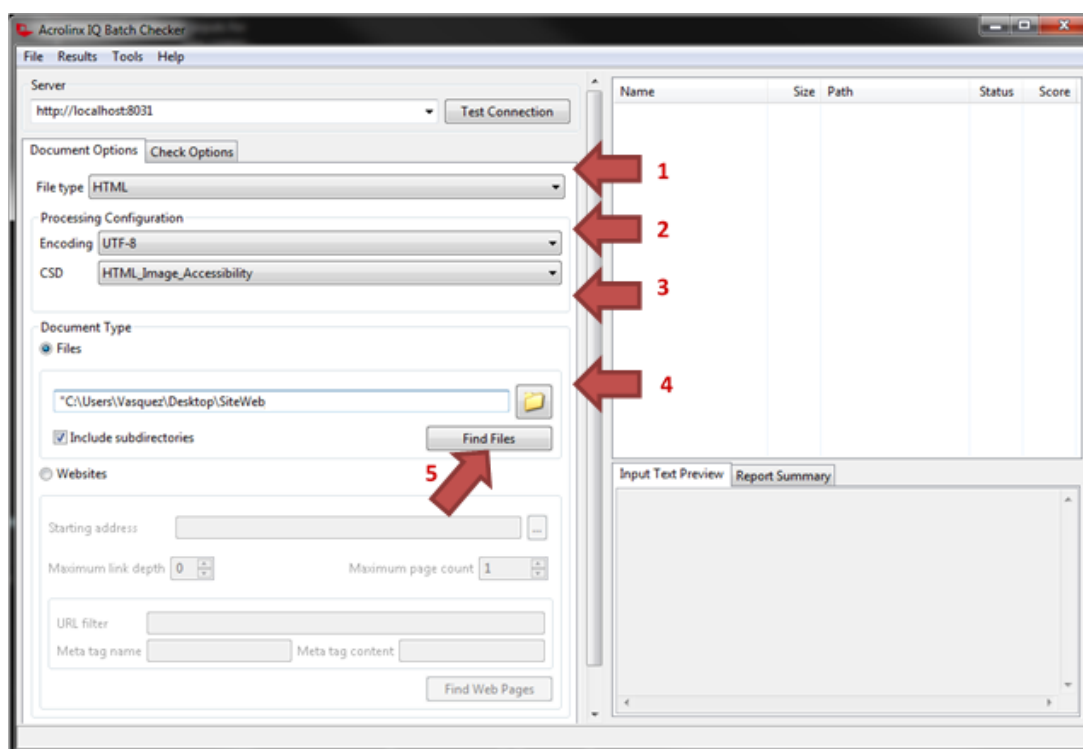 Acrolinx IQ Batch Checker
File Results Tools Help
Server
http://localhost:8031
Test Connection
Document Options
Check Options
File type HTML
Processing Configuration
Encoding UTF-8
CSD HTML_Image_Accessibility
Document Type
Files
"C:\Users\Vasquez\Desktop\SiteWeb
Include subdirectories
Find Files
Websites
Starting address
...
Maximum link depth 0
Maximum page count 1
URL filter
Meta tag name
Meta tag content
Find Web Pages
1
2
3
4
5
Name Size Path Status Score
Input Text Preview
Report Summary